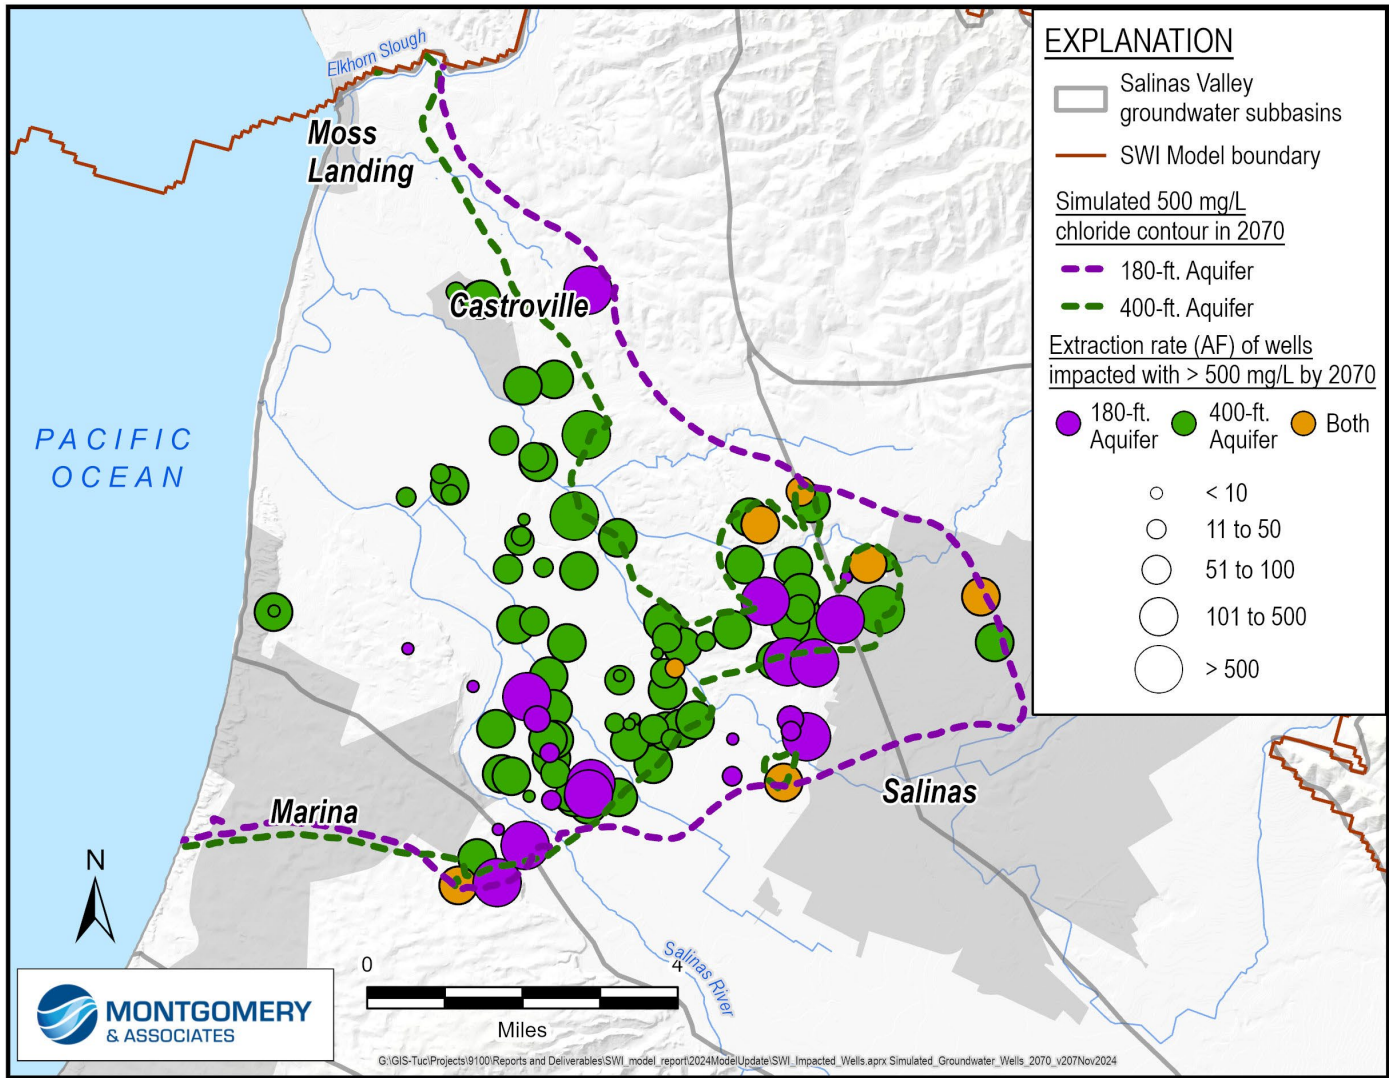 Elkhorn Slough
Moss
Landing
Castroville
PACIFIC
OCEAN
Marina
Salinas
Salinas River
N
0
4
Miles
MONTGOMERY
& ASSOCIATES
G:\GIS-Tuc\Projects\9100\Reports and Deliverables\SWI_model_report\2024ModelUpdate\SWI_Impacted_Wells.aprx Simulated_Groundwater_Wells_2070_v207Nov2024
EXPLANATION
Salinas Valley
groundwater subbasins
SWI Model boundary
Simulated 500 mg/L
chloride contour in 2070
180-ft. Aquifer
400-ft. Aquifer
Extraction rate (AF) of wells
impacted with > 500 mg/L by 2070
180-ft.
Aquifer
400-ft.
Aquifer
Both
< 10
11 to 50
51 to 100
101 to 500
> 500